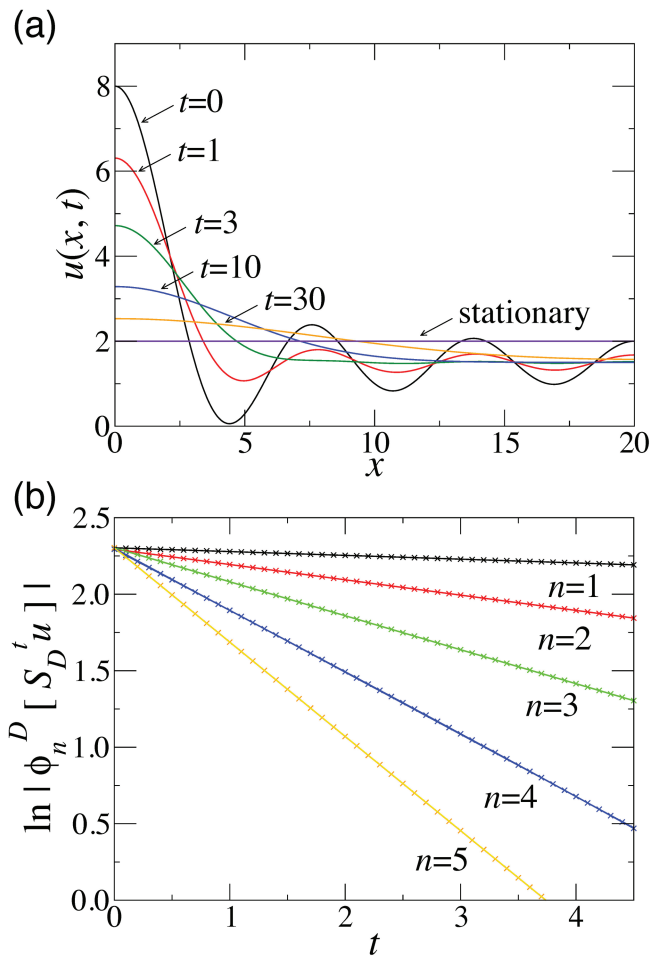 (a)
8
6
4
2
0
u(x, t)
t=0
t=1
t=3
t=10
t=30
stationary
0 5 10 15 20
x
(b)
2.5
2.0
1.5
1.0
0.5
0.0
ln | ϕₙᴰ [ S_Dᵗu ] |
n=1
n=2
n=3
n=4
n=5
0 1 2 3 4
t